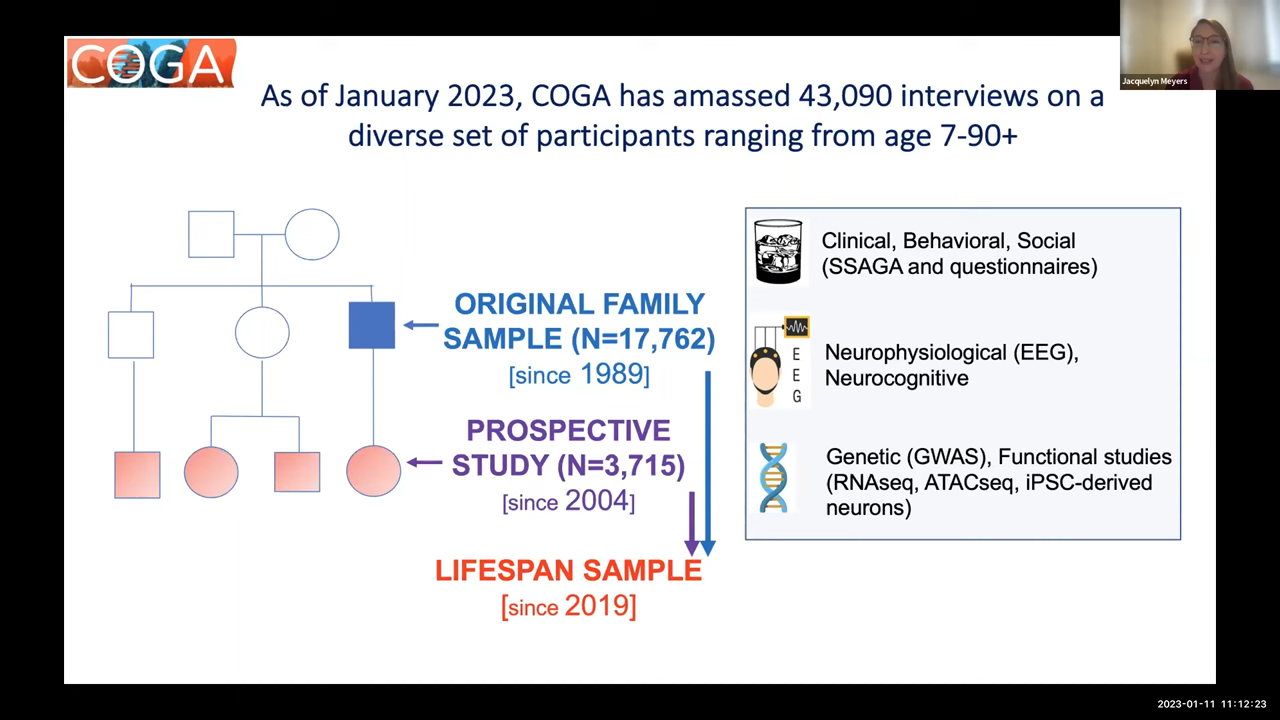 COGA
Jacquelyn Meyers
As of January 2023, COGA has amassed 43,090 interviews on a
diverse set of participants ranging from age 7-90+
ORIGINAL FAMILY
SAMPLE (N=17,762)
[since 1989]
PROSPECTIVE
STUDY (N=3,715)
[since 2004]
LIFESPAN SAMPLE
[since 2019]
Clinical, Behavioral, Social
(SSAGA and questionnaires)
E
E
G
Neurophysiological (EEG),
Neurocognitive
Genetic (GWAS), Functional studies
(RNAseq, ATACseq, iPSC-derived
neurons)
2023-01-11 11:12:23